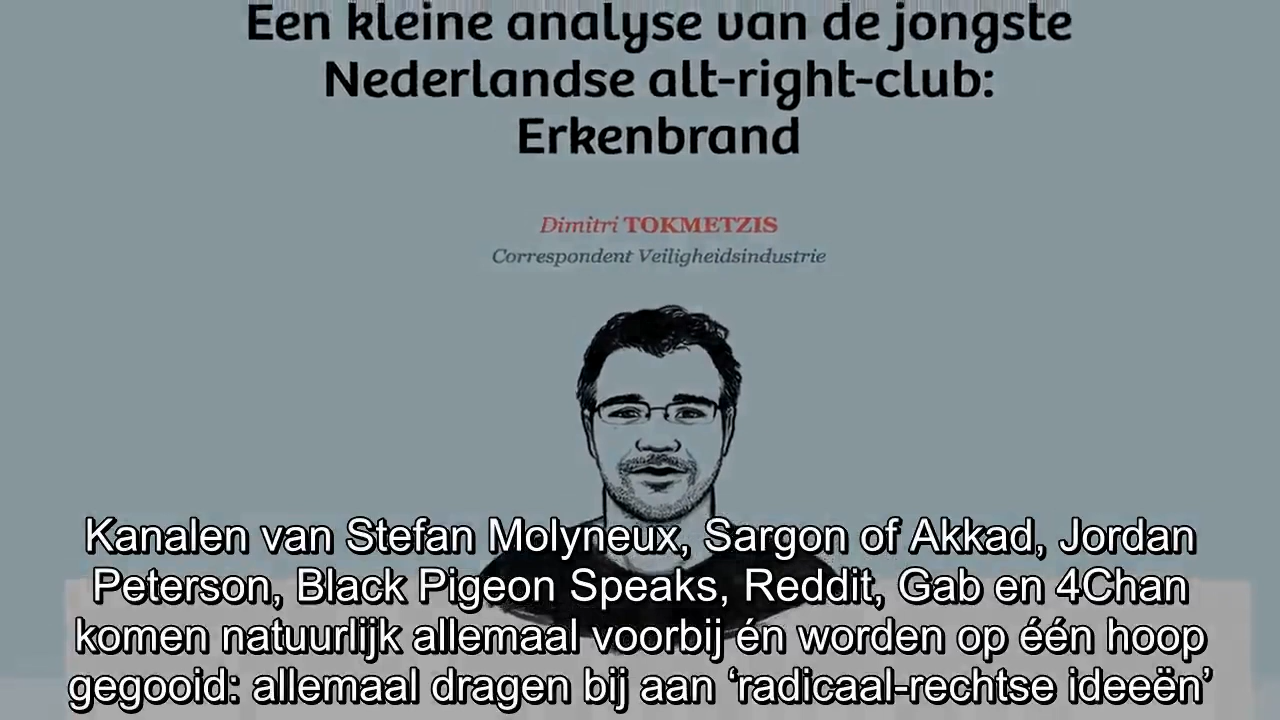 Een kleine analyse van de jongste
Nederlandse alt-right-club:
Erkenbrand
Dimitri TOKMETZIS
Correspondent Veiligheidsindustrie
Kanalen van Stefan Molyneux, Sargon of Akkad, Jordan
Peterson, Black Pigeon Speaks, Reddit, Gab en 4Chan
komen natuurlijk allemaal voorbij én worden op één hoop
gegooid: allemaal dragen bij aan ‘radicaal-rechtse ideeën’